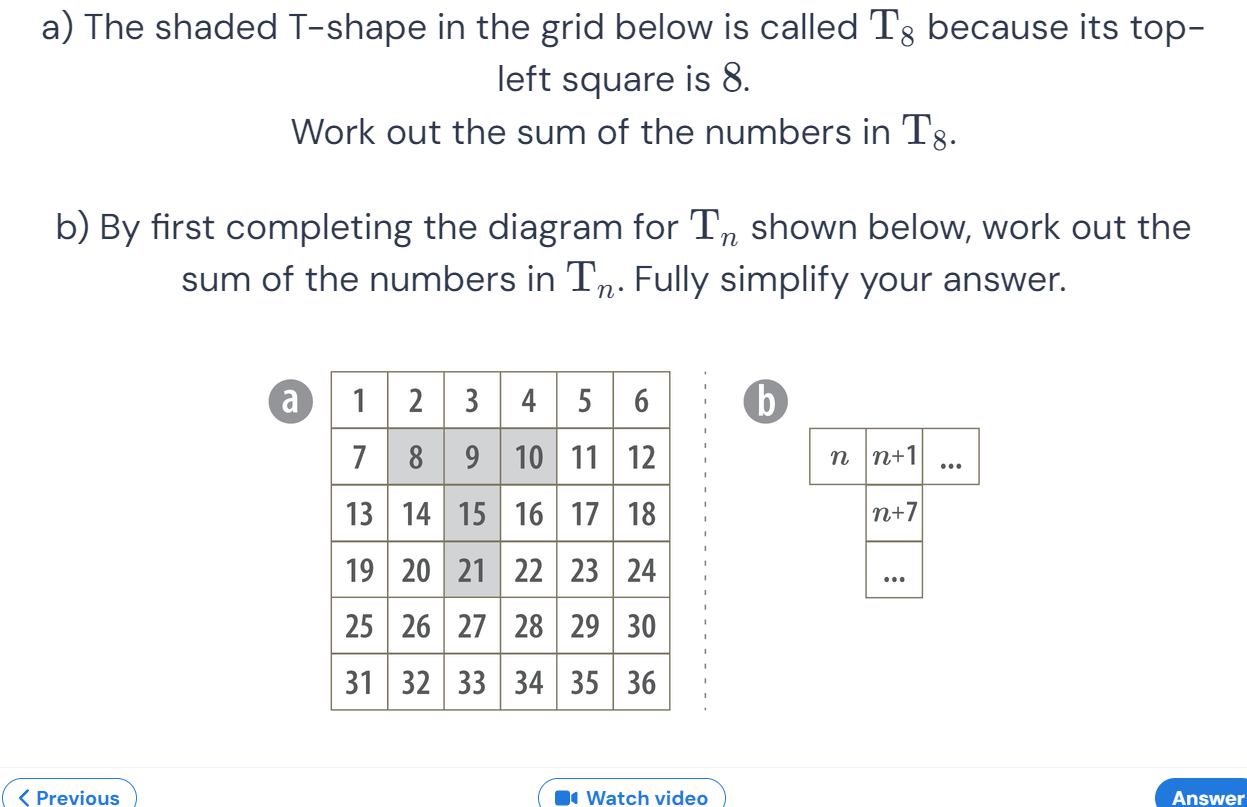 a) The shaded T-shape in the grid below is called T₈ because its top-
left square is 8.
Work out the sum of the numbers in T₈.
b) By first completing the diagram for Tₙ shown below, work out the
sum of the numbers in Tₙ. Fully simplify your answer.
a
1 2 3 4 5 6
7 8 9 10 11 12
13 14 15 16 17 18
19 20 21 22 23 24
25 26 27 28 29 30
31 32 33 34 35 36
b
n n+1 ...
n+7
...
Previous
Watch video
Answer